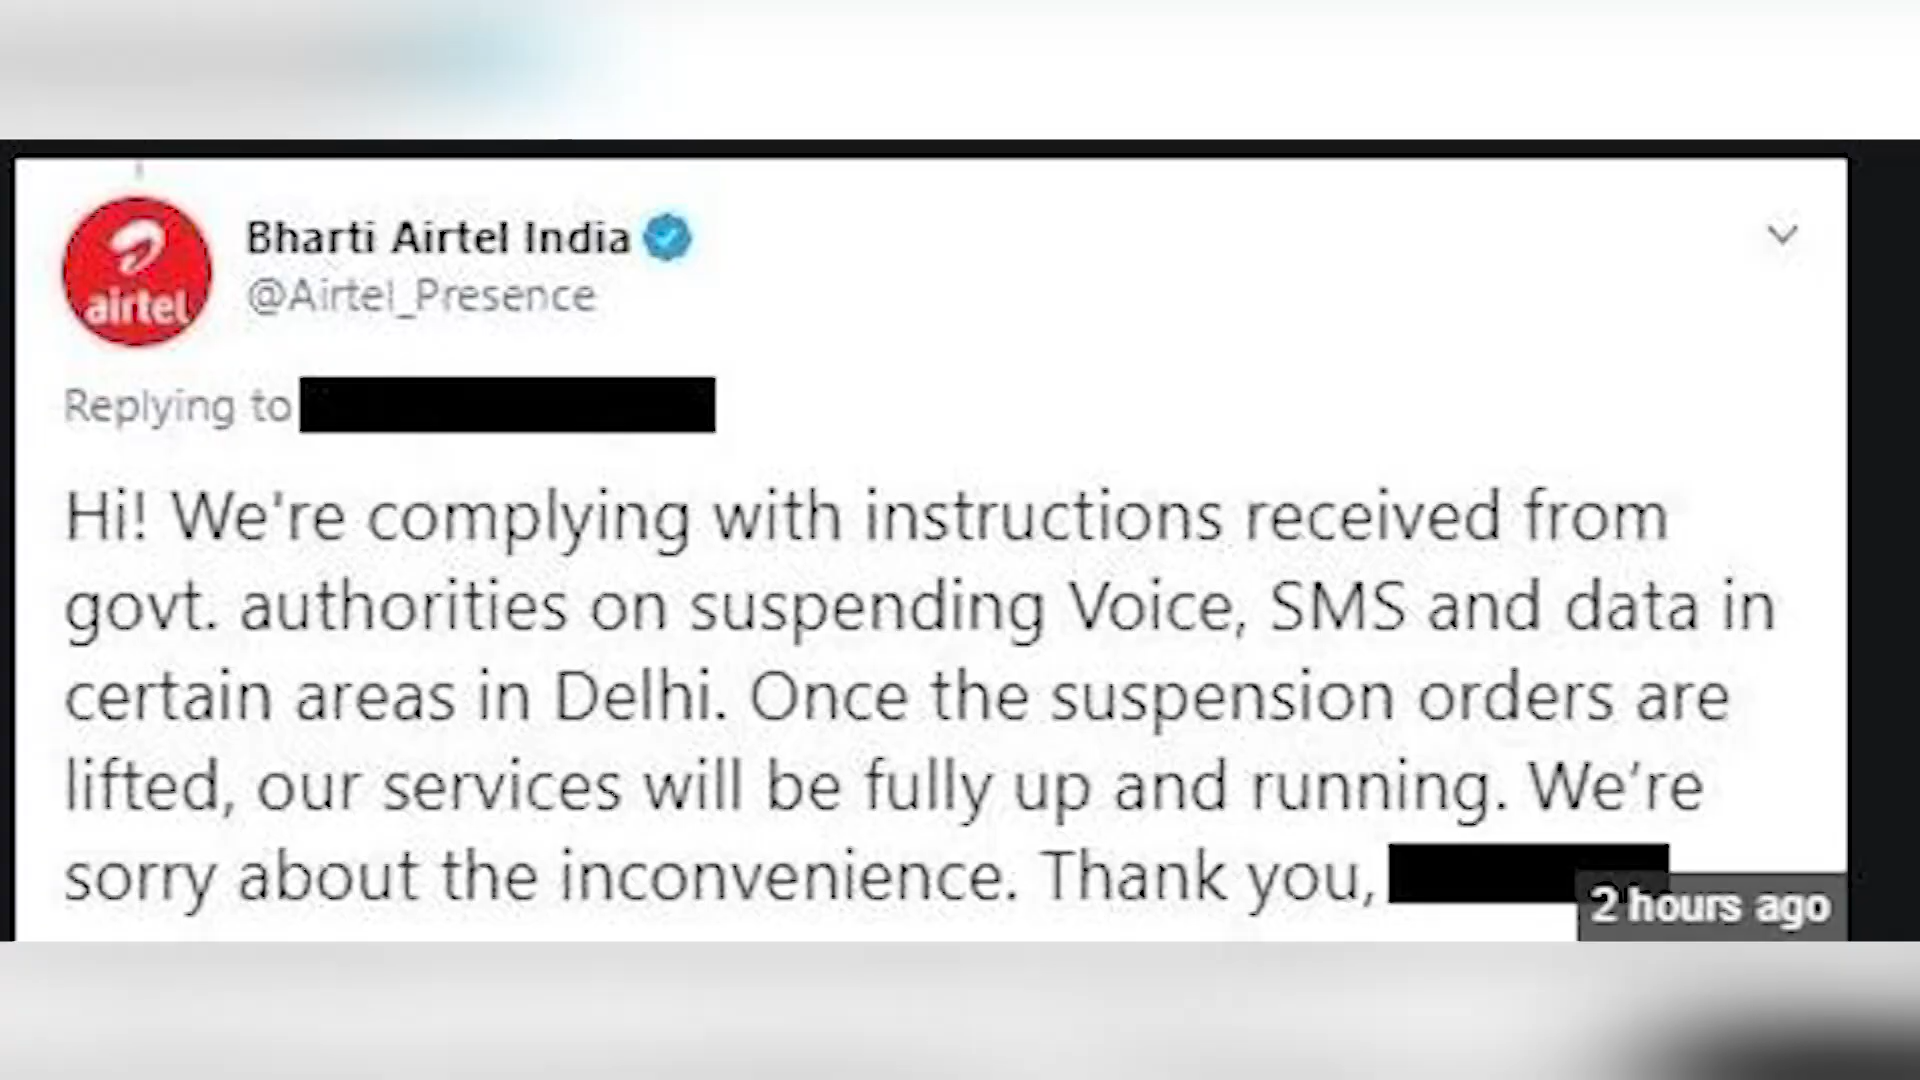 airtel
Bharti Airtel India
@Airtel_Presence
Replying to
Hi! We're complying with instructions received from
govt. authorities on suspending Voice, SMS and data in
certain areas in Delhi. Once the suspension orders are
lifted, our services will be fully up and running. We're
sorry about the inconvenience. Thank you,
2 hours ago